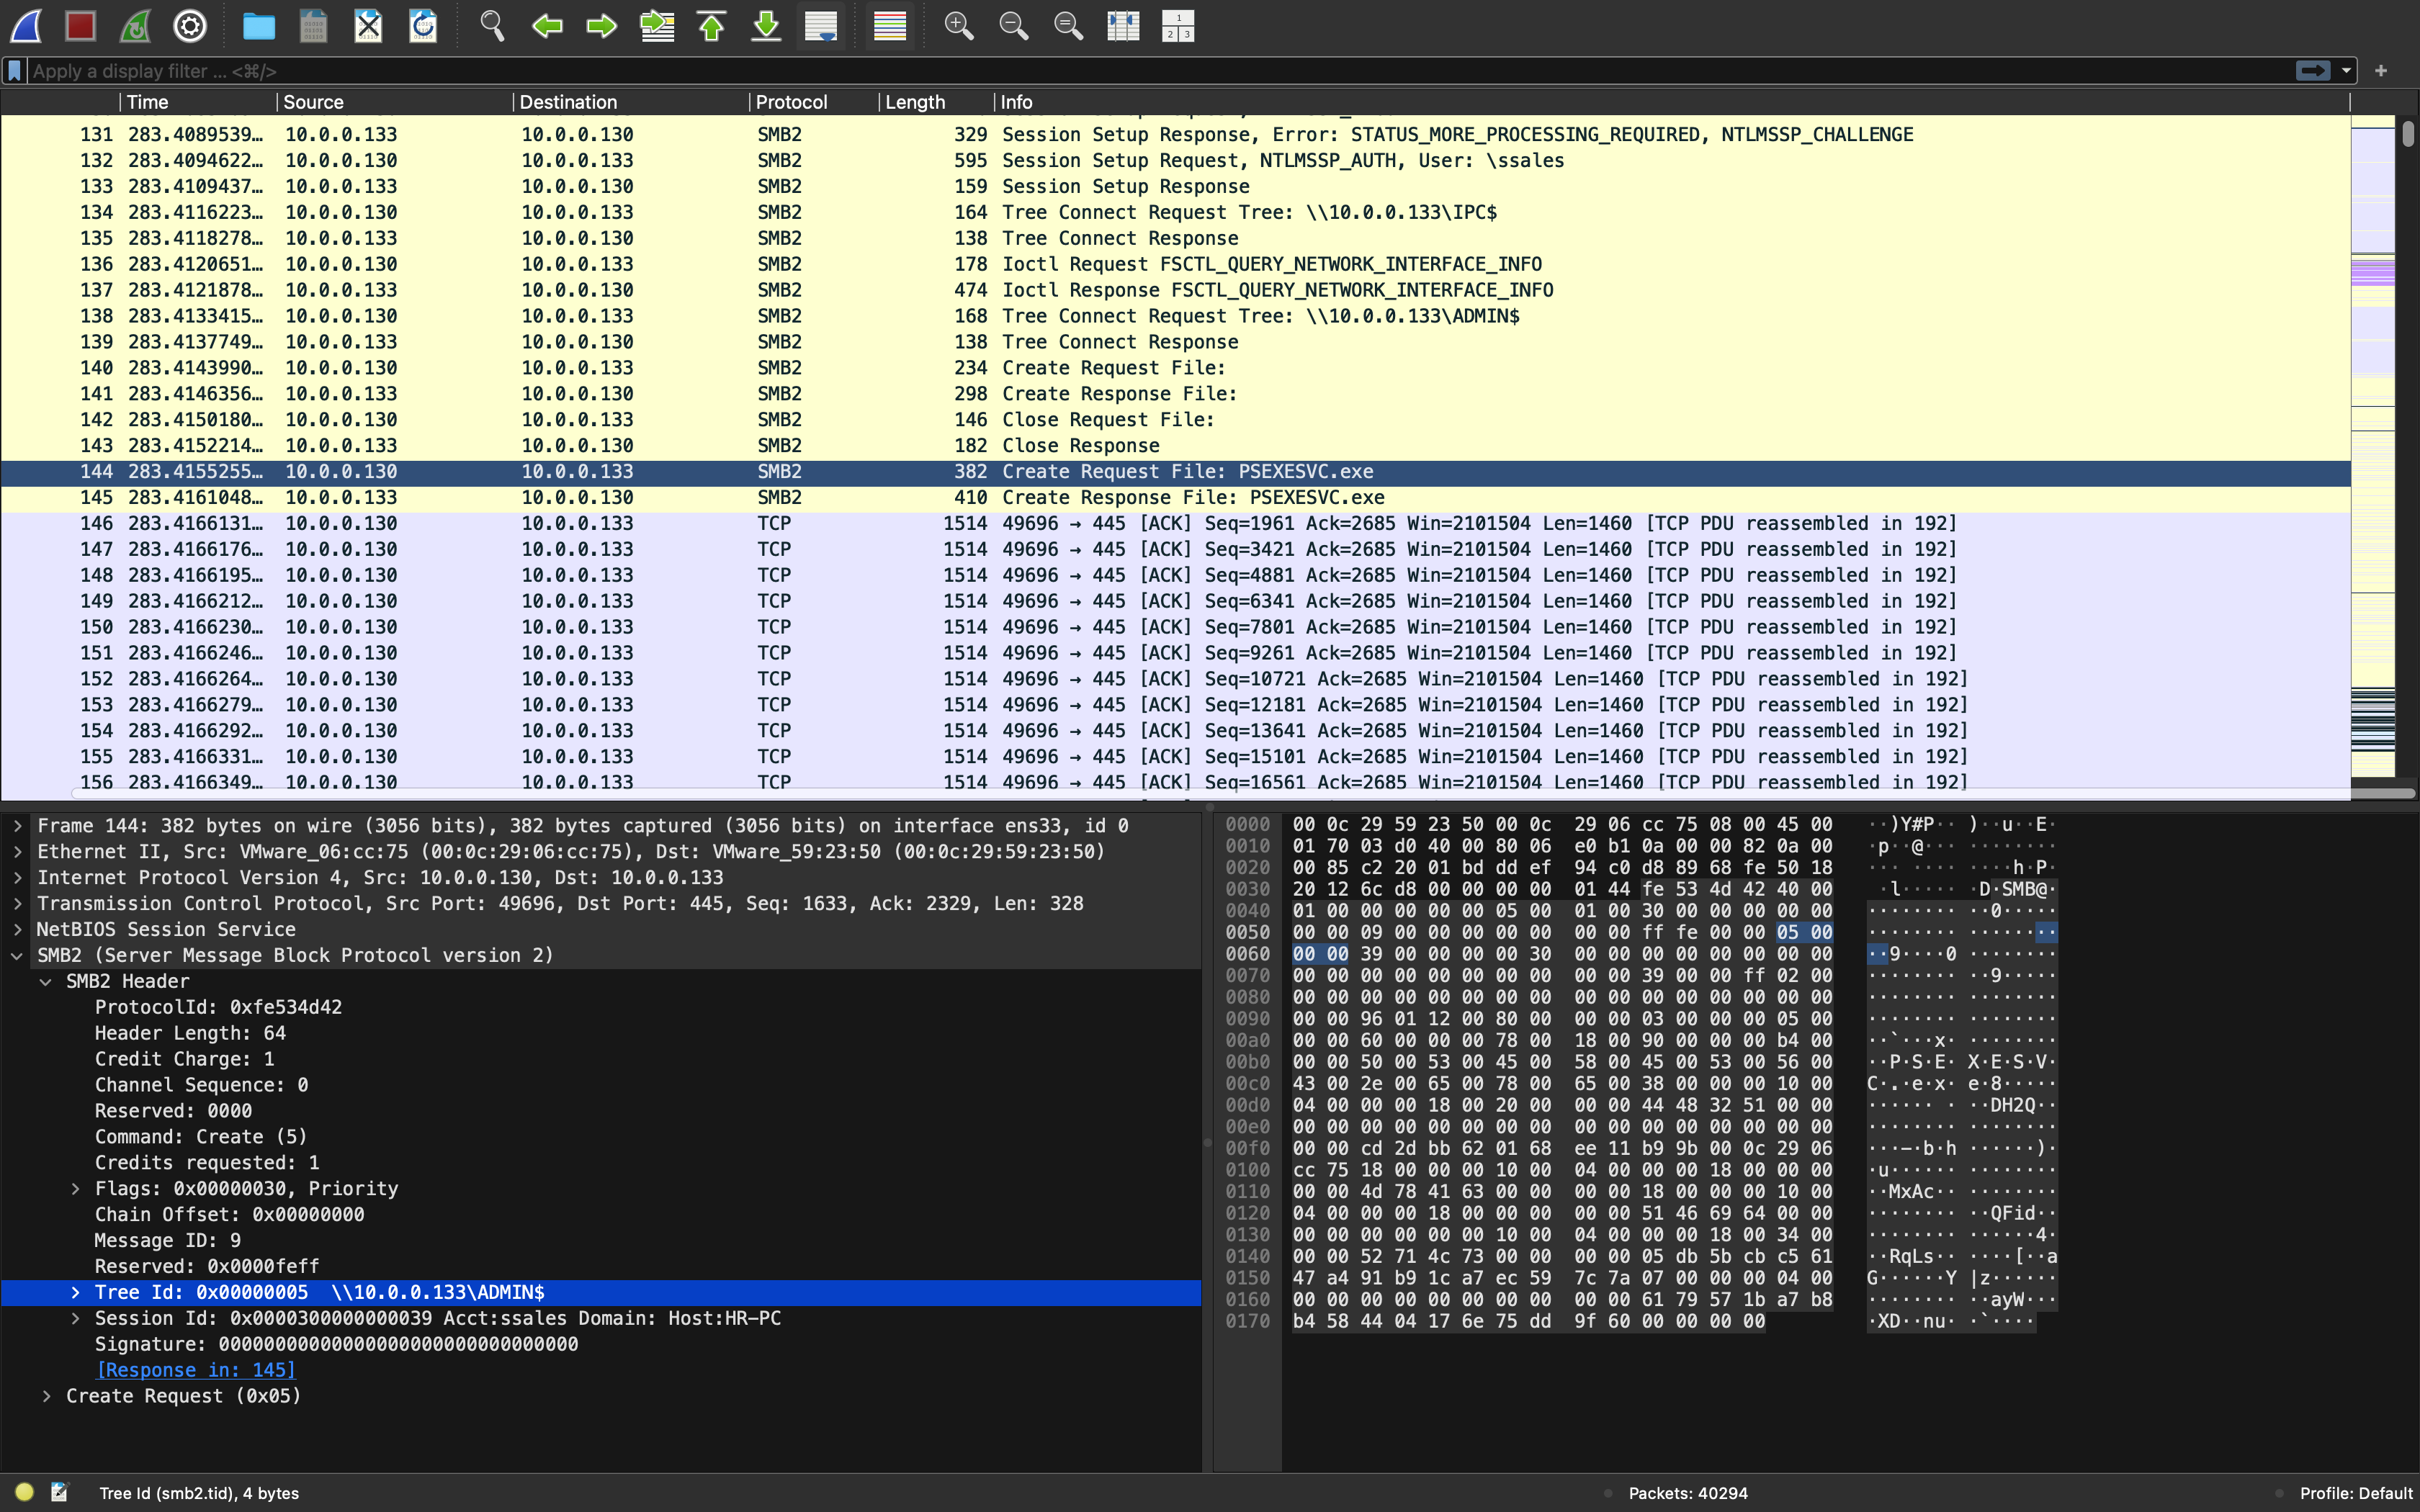 Apply a display filter ... <⌘/>
Time Source Destination Protocol Length Info
131 283.4089539… 10.0.0.133 10.0.0.130 SMB2 329 Session Setup Response, Error: STATUS_MORE_PROCESSING_REQUIRED, NTLMSSP_CHALLENGE
132 283.4094622… 10.0.0.130 10.0.0.133 SMB2 595 Session Setup Request, NTLMSSP_AUTH, User: \ssales
133 283.4109437… 10.0.0.133 10.0.0.130 SMB2 159 Session Setup Response
134 283.4116223… 10.0.0.130 10.0.0.133 SMB2 164 Tree Connect Request Tree: \\10.0.0.133\IPC$
135 283.4118278… 10.0.0.133 10.0.0.130 SMB2 138 Tree Connect Response
136 283.4120651… 10.0.0.130 10.0.0.133 SMB2 178 Ioctl Request FSCTL_QUERY_NETWORK_INTERFACE_INFO
137 283.4121878… 10.0.0.133 10.0.0.130 SMB2 474 Ioctl Response FSCTL_QUERY_NETWORK_INTERFACE_INFO
138 283.4133415… 10.0.0.130 10.0.0.133 SMB2 168 Tree Connect Request Tree: \\10.0.0.133\ADMIN$
139 283.4137749… 10.0.0.133 10.0.0.130 SMB2 138 Tree Connect Response
140 283.4143990… 10.0.0.130 10.0.0.133 SMB2 234 Create Request File:
141 283.4146356… 10.0.0.133 10.0.0.130 SMB2 298 Create Response File:
142 283.4150180… 10.0.0.130 10.0.0.133 SMB2 146 Close Request File:
143 283.4152214… 10.0.0.133 10.0.0.130 SMB2 182 Close Response
144 283.4155255… 10.0.0.130 10.0.0.133 SMB2 382 Create Request File: PSEXESVC.exe
145 283.4161048… 10.0.0.133 10.0.0.130 SMB2 410 Create Response File: PSEXESVC.exe
146 283.4166131… 10.0.0.130 10.0.0.133 TCP 1514 49696 → 445 [ACK] Seq=1961 Ack=2685 Win=2101504 Len=1460 [TCP PDU reassembled in 192]
147 283.4166176… 10.0.0.130 10.0.0.133 TCP 1514 49696 → 445 [ACK] Seq=3421 Ack=2685 Win=2101504 Len=1460 [TCP PDU reassembled in 192]
148 283.4166195… 10.0.0.130 10.0.0.133 TCP 1514 49696 → 445 [ACK] Seq=4881 Ack=2685 Win=2101504 Len=1460 [TCP PDU reassembled in 192]
149 283.4166212… 10.0.0.130 10.0.0.133 TCP 1514 49696 → 445 [ACK] Seq=6341 Ack=2685 Win=2101504 Len=1460 [TCP PDU reassembled in 192]
150 283.4166230… 10.0.0.130 10.0.0.133 TCP 1514 49696 → 445 [ACK] Seq=7801 Ack=2685 Win=2101504 Len=1460 [TCP PDU reassembled in 192]
151 283.4166246… 10.0.0.130 10.0.0.133 TCP 1514 49696 → 445 [ACK] Seq=9261 Ack=2685 Win=2101504 Len=1460 [TCP PDU reassembled in 192]
152 283.4166264… 10.0.0.130 10.0.0.133 TCP 1514 49696 → 445 [ACK] Seq=10721 Ack=2685 Win=2101504 Len=1460 [TCP PDU reassembled in 192]
153 283.4166279… 10.0.0.130 10.0.0.133 TCP 1514 49696 → 445 [ACK] Seq=12181 Ack=2685 Win=2101504 Len=1460 [TCP PDU reassembled in 192]
154 283.4166292… 10.0.0.130 10.0.0.133 TCP 1514 49696 → 445 [ACK] Seq=13641 Ack=2685 Win=2101504 Len=1460 [TCP PDU reassembled in 192]
155 283.4166331… 10.0.0.130 10.0.0.133 TCP 1514 49696 → 445 [ACK] Seq=15101 Ack=2685 Win=2101504 Len=1460 [TCP PDU reassembled in 192]
156 283.4166349… 10.0.0.130 10.0.0.133 TCP 1514 49696 → 445 [ACK] Seq=16561 Ack=2685 Win=2101504 Len=1460 [TCP PDU reassembled in 192]
Frame 144: 382 bytes on wire (3056 bits), 382 bytes captured (3056 bits) on interface ens33, id 0
Ethernet II, Src: VMware_06:cc:75 (00:0c:29:06:cc:75), Dst: VMware_59:23:50 (00:0c:29:59:23:50)
Internet Protocol Version 4, Src: 10.0.0.130, Dst: 10.0.0.133
Transmission Control Protocol, Src Port: 49696, Dst Port: 445, Seq: 1633, Ack: 2329, Len: 328
NetBIOS Session Service
SMB2 (Server Message Block Protocol version 2)
SMB2 Header
ProtocolId: 0xfe534d42
Header Length: 64
Credit Charge: 1
Channel Sequence: 0
Reserved: 0000
Command: Create (5)
Credits requested: 1
Flags: 0x00000030, Priority
Chain Offset: 0x00000000
Message ID: 9
Reserved: 0x0000feff
Tree Id: 0x00000005 \\10.0.0.133\ADMIN$
Session Id: 0x0000300000000039 Acct:ssales Domain: Host:HR-PC
Signature: 00000000000000000000000000000000
[Response in: 145]
Create Request (0x05)
0000 00 0c 29 59 23 50 00 0c 29 06 cc 75 08 00 45 00 ··)Y#P·· )··u··E·
0010 01 70 03 d0 40 00 80 06 e0 b1 0a 00 00 82 0a 00 ·p··@··· ········
0020 00 85 c2 20 01 bd dd ef 94 c0 d8 89 68 fe 50 18 ··· ···· ····h·P·
0030 20 12 6c d8 00 00 00 00 01 44 fe 53 4d 42 40 00 ·l····· ·D·SMB@·
0040 01 00 00 00 00 00 05 00 01 00 30 00 00 00 00 00 ········ ··0·····
0050 00 00 09 00 00 00 00 00 00 00 ff fe 00 00 05 00 ········ ········
0060 00 00 39 00 00 00 00 30 00 00 00 00 00 00 00 00 ··9····0 ········
0070 00 00 00 00 00 00 00 00 00 00 39 00 00 ff 02 00 ········ ··9·····
0080 00 00 00 00 00 00 00 00 00 00 00 00 00 00 00 00 ········ ········
0090 00 00 96 01 12 00 80 00 00 00 03 00 00 00 05 00 ········ ········
00a0 00 00 60 00 00 00 78 00 18 00 90 00 00 00 b4 00 ··`···x· ········
00b0 00 00 50 00 53 00 45 00 58 00 45 00 53 00 56 00 ··P·S·E· X·E·S·V·
00c0 43 00 2e 00 65 00 78 00 65 00 38 00 00 00 10 00 C·.·e·x· e·8·····
00d0 04 00 00 00 18 00 20 00 00 00 44 48 32 51 00 00 ······ · ··DH2Q··
00e0 00 00 00 00 00 00 00 00 00 00 00 00 00 00 00 00 ········ ········
00f0 00 00 cd 2d bb 62 01 68 ee 11 b9 9b 00 0c 29 06 ···-·b·h ······)·
0100 cc 75 18 00 00 00 10 00 04 00 00 00 18 00 00 00 ·u······ ········
0110 00 00 4d 78 41 63 00 00 00 00 18 00 00 00 10 00 ··MxAc·· ········
0120 04 00 00 00 18 00 00 00 00 00 51 46 69 64 00 00 ········ ··QFid··
0130 00 00 00 00 00 00 10 00 04 00 00 00 18 00 34 00 ········ ······4·
0140 00 00 52 71 4c 73 00 00 00 00 05 db 5b cb c5 61 ··RqLs·· ····[··a
0150 47 a4 91 b9 1c a7 ec 59 7c 7a 07 00 00 00 04 00 G······Y |z······
0160 00 00 00 00 00 00 00 00 00 00 61 79 57 1b a7 b8 ········ ··ayW···
0170 b4 58 44 04 17 6e 75 dd 9f 60 00 00 00 00 ·XD··nu· ·`····
Tree Id (smb2.tid), 4 bytes
Packets: 40294
Profile: Default